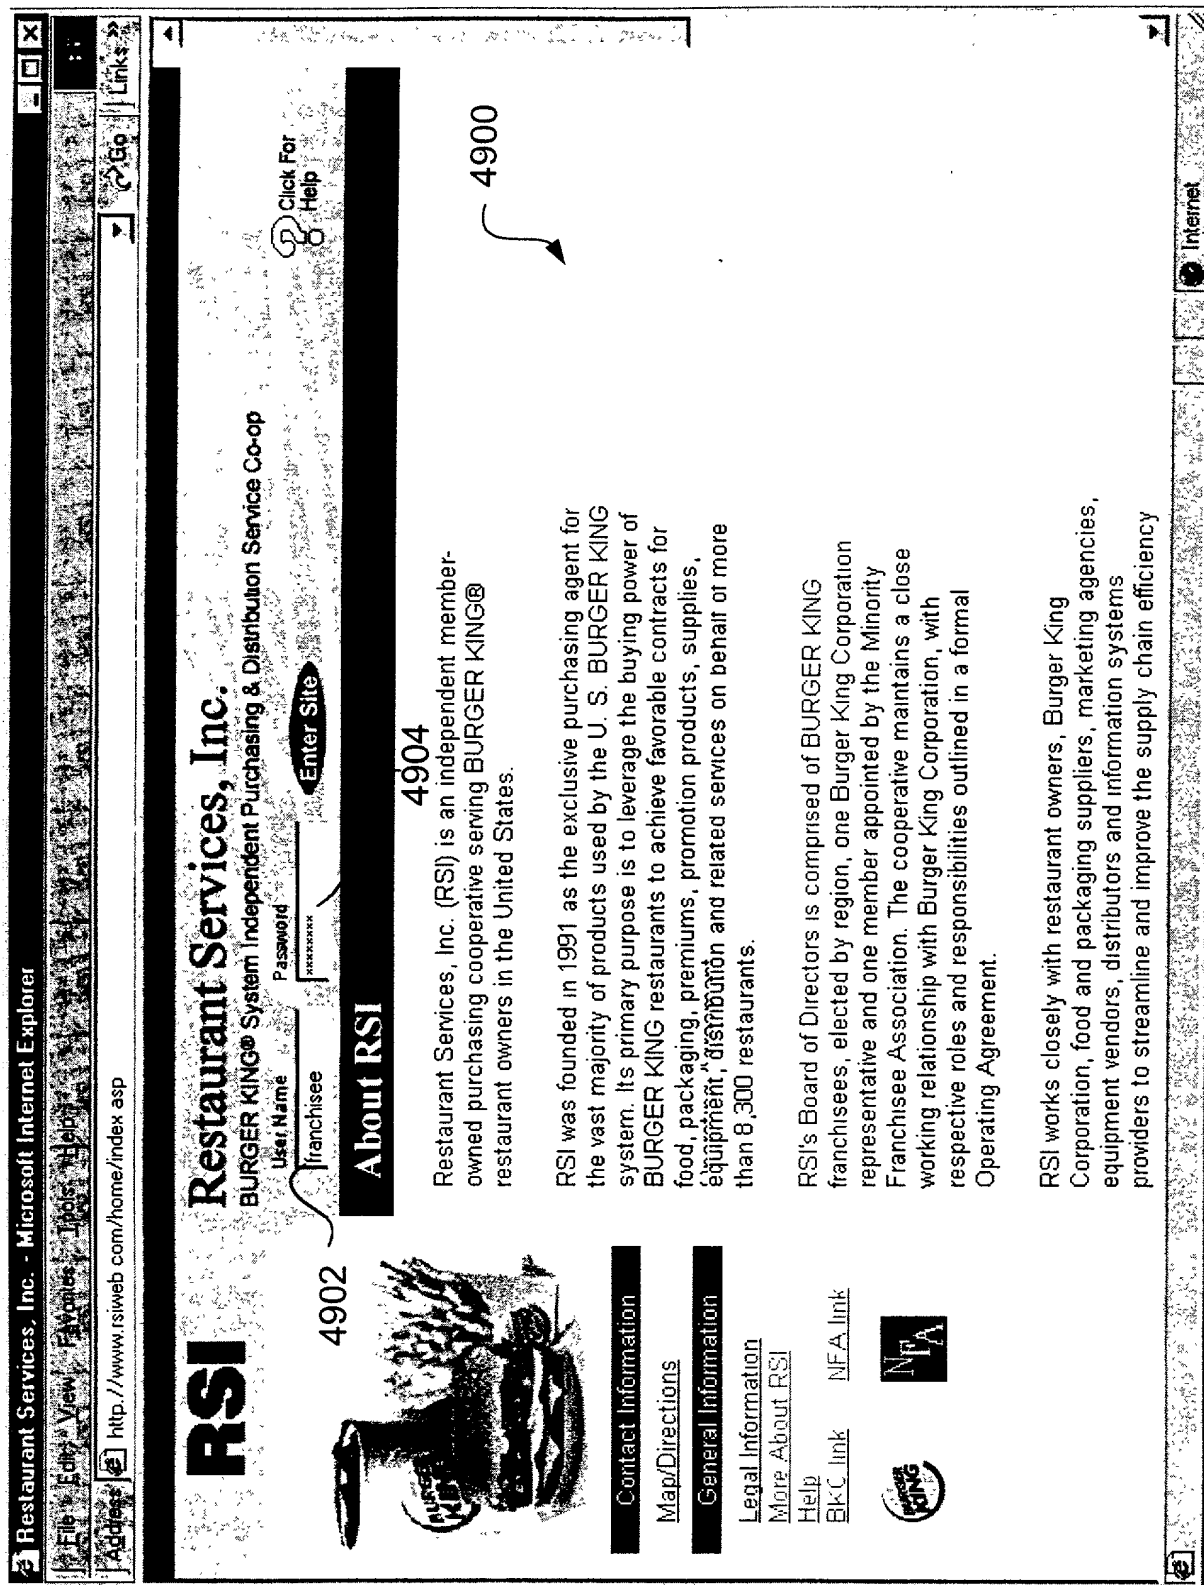 Restaurant Services, Inc. - Microsoft Internet Explorer
File Edit View Favorites Tools Help
Address http://www.rsiweb com/home/index asp
Go Links »
RSI
Restaurant Services, Inc.
BURGER KING® System Independent Purchasing & Distribution Service Co-op
User Name Password
franchisee xxxxxxxx Enter Site
Click For
Help
4902
4904
4900
About RSI
BURGER
KING
Contact Information
Map/Directions
General Information
Legal Information
More About RSI
Help
BKC link NFA link
BURGER
KING
NFA
Restaurant Services, Inc. (RSI) is an independent member-
owned purchasing cooperative serving BURGER KING®
restaurant owners in the United States.
RSI was founded in 1991 as the exclusive purchasing agent for
the vast majority of products used by the U. S. BURGER KING
system. Its primary purpose is to leverage the buying power of
BURGER KING restaurants to achieve favorable contracts for
food, packaging, premiums, promotion products, supplies,
equipment, distribution and related services on behalf of more
than 8,300 restaurants.
RSI's Board of Directors is comprised of BURGER KING
franchisees, elected by region, one Burger King Corporation
representative and one member appointed by the Minority
Franchisee Association. The cooperative maintains a close
working relationship with Burger King Corporation, with
respective roles and responsibilities outlined in a formal
Operating Agreement.
RSI works closely with restaurant owners, Burger King
Corporation, food and packaging suppliers, marketing agencies,
equipment vendors, distributors and information systems
providers to streamline and improve the supply chain efficiency
Internet